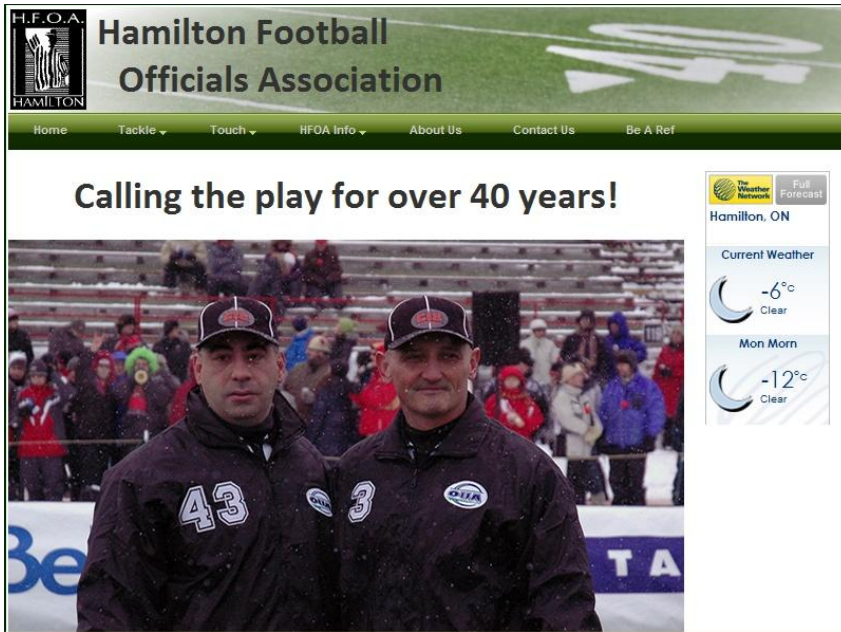 H.F.O.A.
HAMILTON
Hamilton Football
Officials Association
Home Tackle Touch HFOA Info About Us Contact Us Be A Ref
Calling the play for over 40 years!
The
Weather
Network
Full
Forecast
Hamilton, ON
Current Weather
-6°c
Clear
Mon Morn
-12°c
Clear
43
3
Be
TA